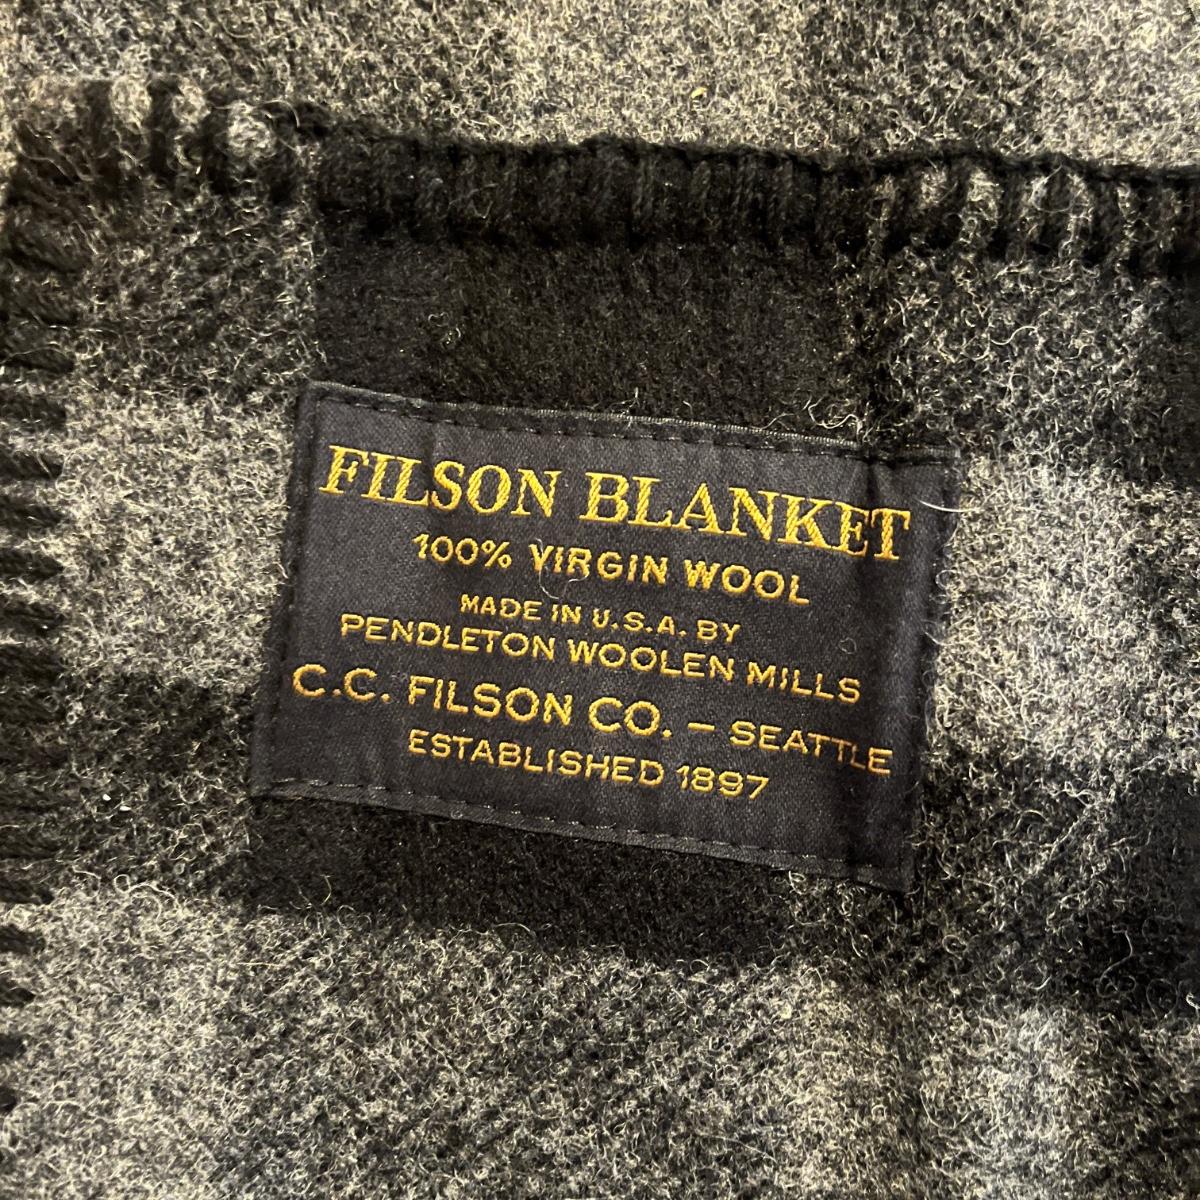 FILSON BLANKET
100% VIRGIN WOOL
MADE IN U.S.A. BY
PENDLETON WOOLEN MILLS
C.C. FILSON CO. – SEATTLE
ESTABLISHED 1897